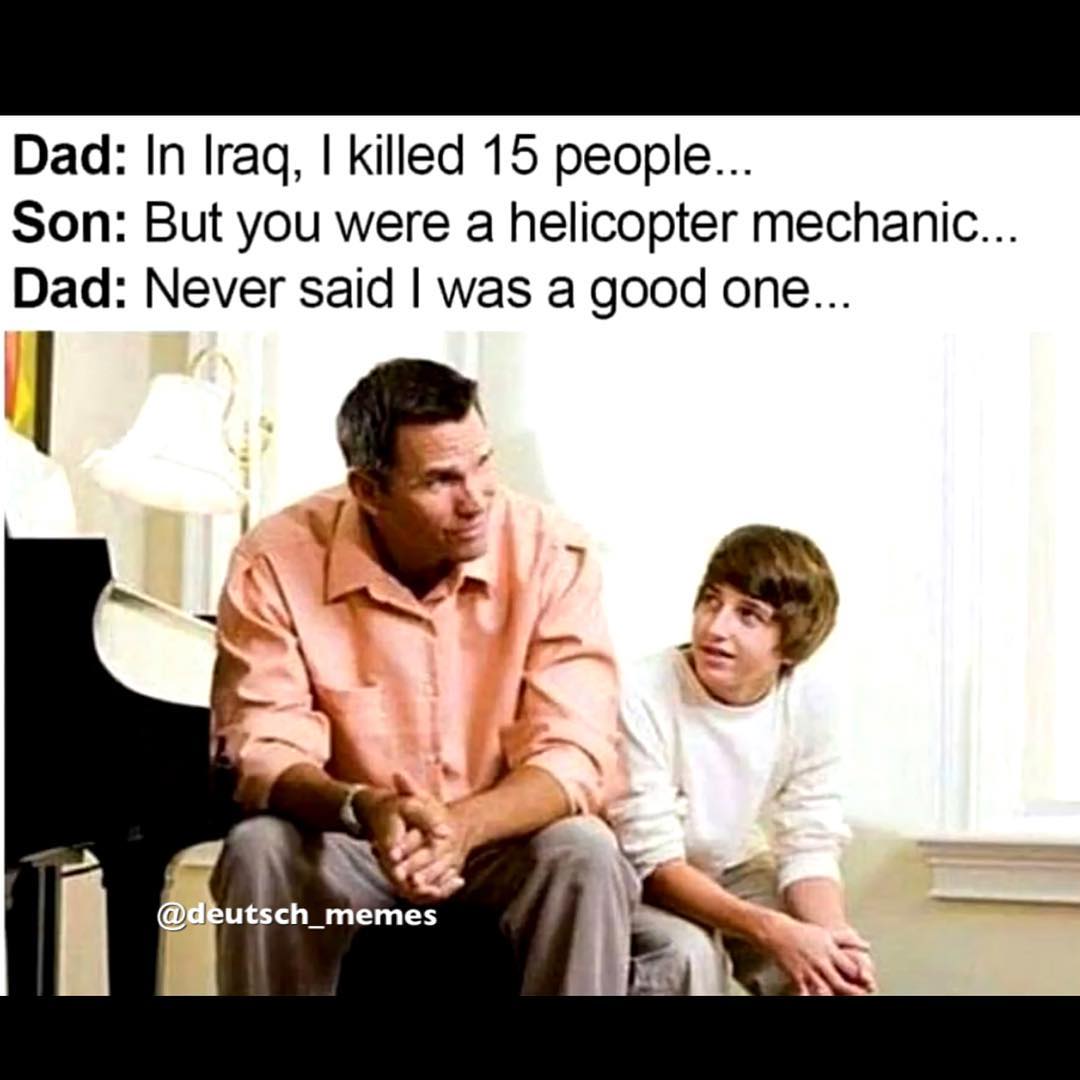 Dad: In Iraq, I killed 15 people...
Son: But you were a helicopter mechanic...
Dad: Never said I was a good one...
@deutsch_memes